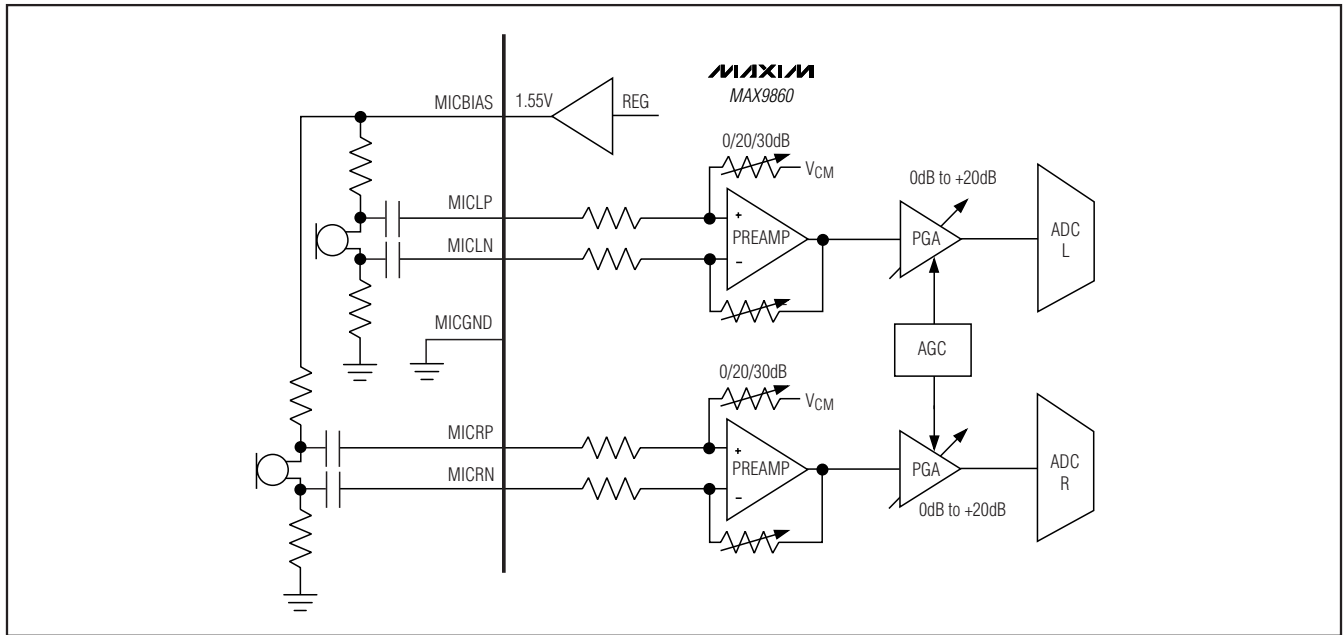 MAXIM
MAX9860
MICBIAS
1.55V
REG
0/20/30dB
VCM
0dB to +20dB
MICLP
+
PREAMP
PGA
ADC
L
MICLN
–
MICGND
AGC
0/20/30dB
VCM
MICRP
+
PREAMP
PGA
ADC
R
MICRN
–
0dB to +20dB